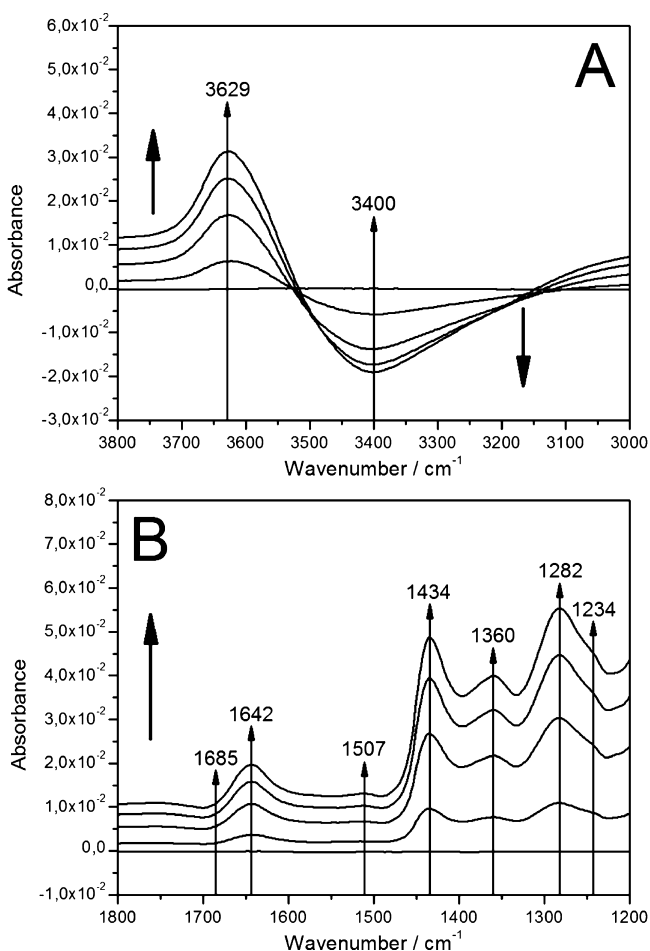 A
6,0x10⁻²
5,0x10⁻²
4,0x10⁻²
3,0x10⁻²
2,0x10⁻²
1,0x10⁻²
0,0
-1,0x10⁻²
-2,0x10⁻²
-3,0x10⁻²
Absorbance
3629
3400
3800 3700 3600 3500 3400 3300 3200 3100 3000
Wavenumber / cm⁻¹
B
8,0x10⁻²
7,0x10⁻²
6,0x10⁻²
5,0x10⁻²
4,0x10⁻²
3,0x10⁻²
2,0x10⁻²
1,0x10⁻²
0,0
-1,0x10⁻²
Absorbance
1685
1642
1507
1434
1360
1282
1234
1800 1700 1600 1500 1400 1300 1200
Wavenumber / cm⁻¹